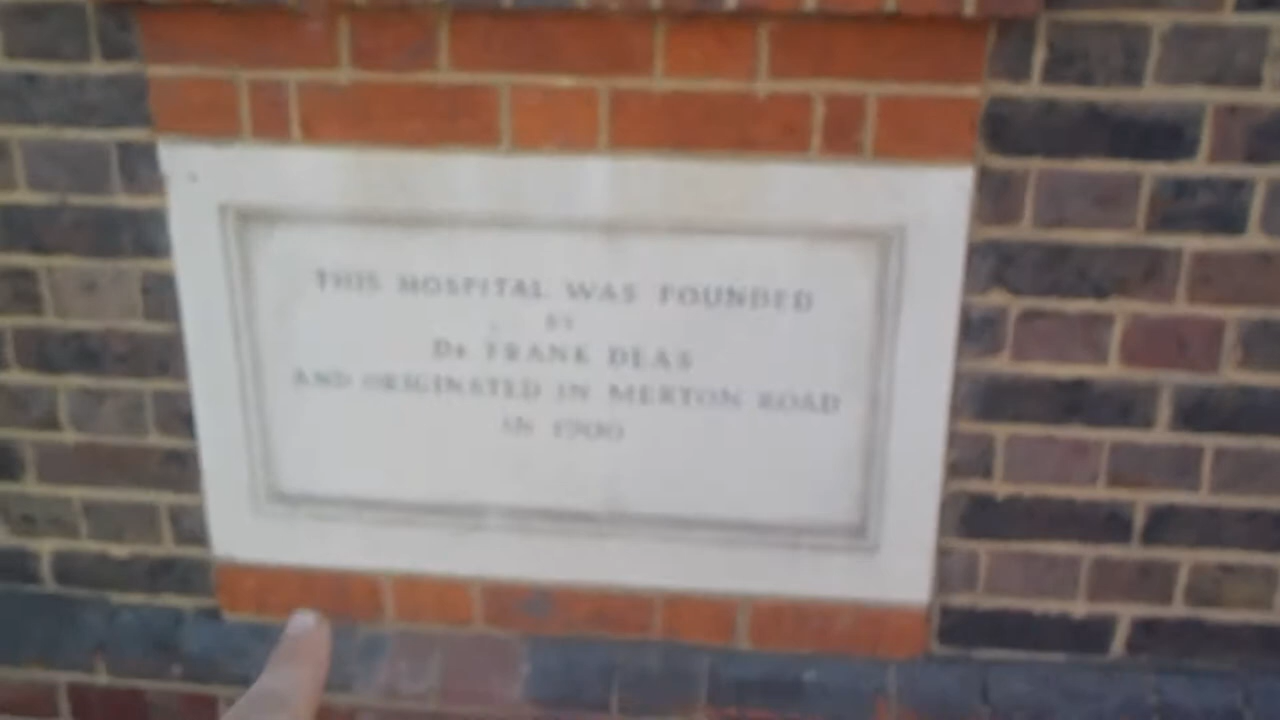 THIS HOSPITAL WAS FOUNDED
BY
DR FRANK DEAS
AND ORIGINATED IN MERTON ROAD
IN 1900